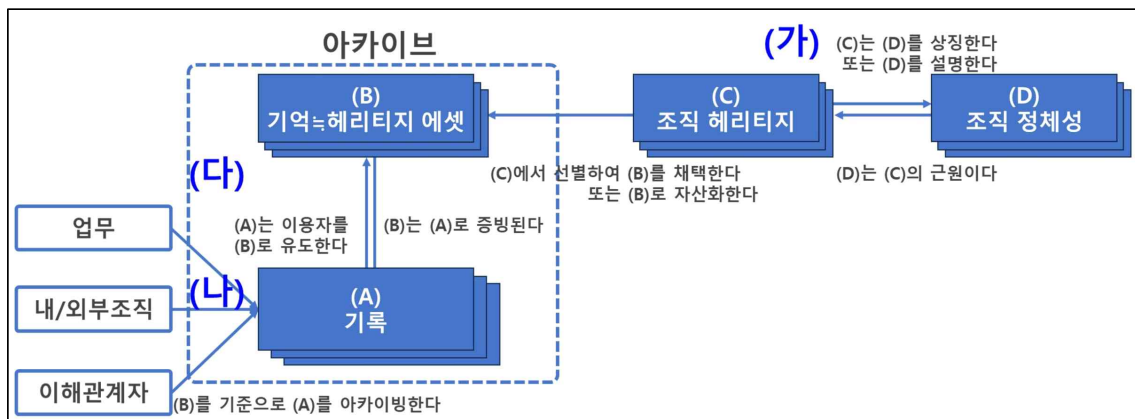 아카이브
(가)
(C)는 (D)를 상징한다
또는 (D)를 설명한다
(B)
기억≒헤리티지 에셋
(C)
조직 헤리티지
(D)
조직 정체성
(다)
(C)에서 선별하여 (B)를 채택한다
또는 (B)로 자산화한다
(D)는 (C)의 근원이다
(A)는 이용자를
(B)로 유도한다
(B)는 (A)로 증빙된다
업무
(나)
내/외부조직
(A)
기록
이해관계자
(B)를 기준으로 (A)를 아카이빙한다